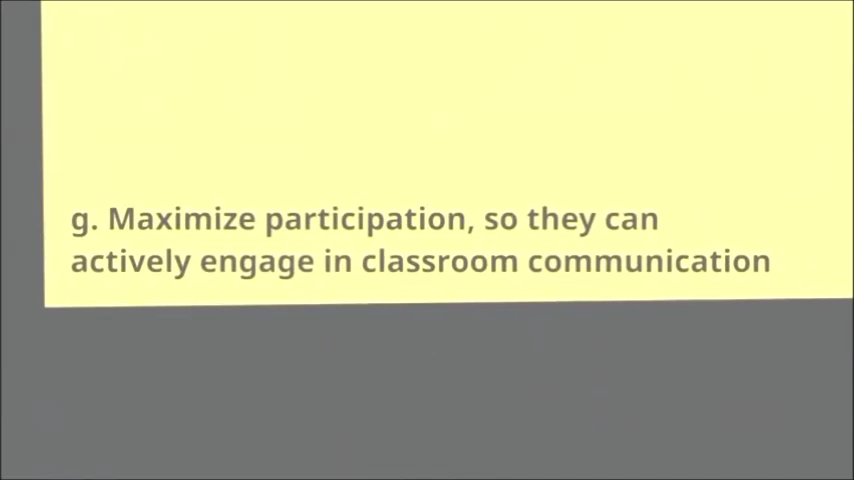 g. Maximize participation, so they can
actively engage in classroom communication